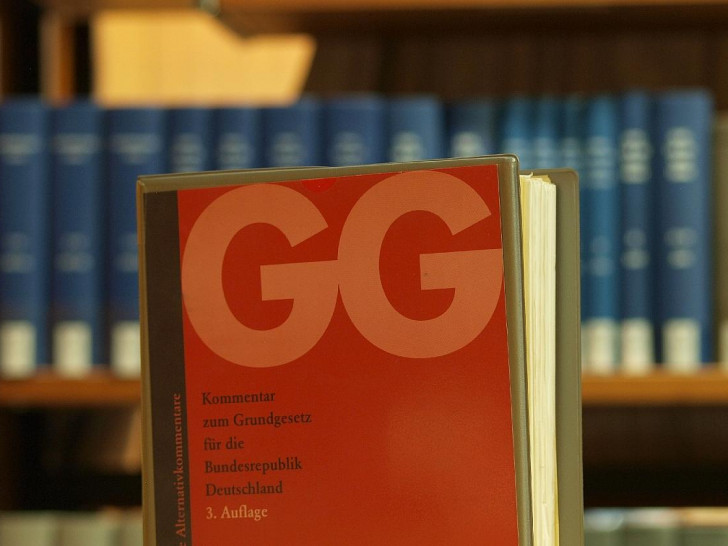 GG
Kommentar
zum Grundgesetz
für die
Bundesrepublik
Deutschland
3. Auflage
Alternativkommentare